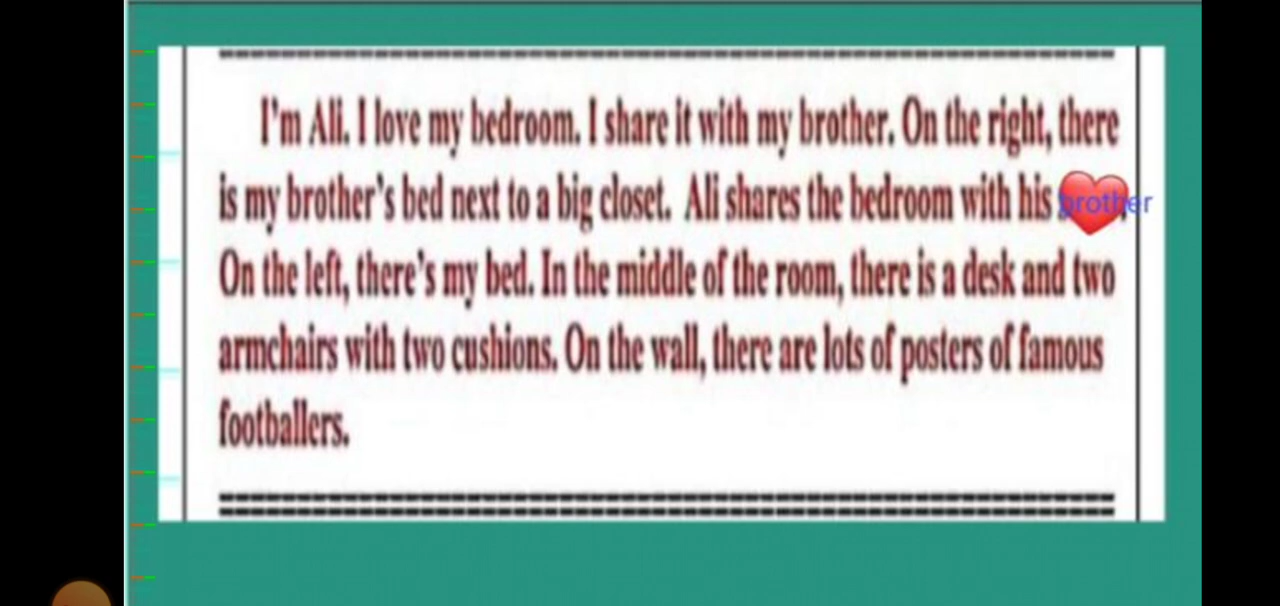 I'm Ali. I love my bedroom. I share it with my brother. On the right, there
is my brother's bed next to a big closet. Ali shares the bedroom with his brother
On the left, there's my bed. In the middle of the room, there is a desk and two
armchairs with two cushions. On the wall, there are lots of posters of famous
footballers.